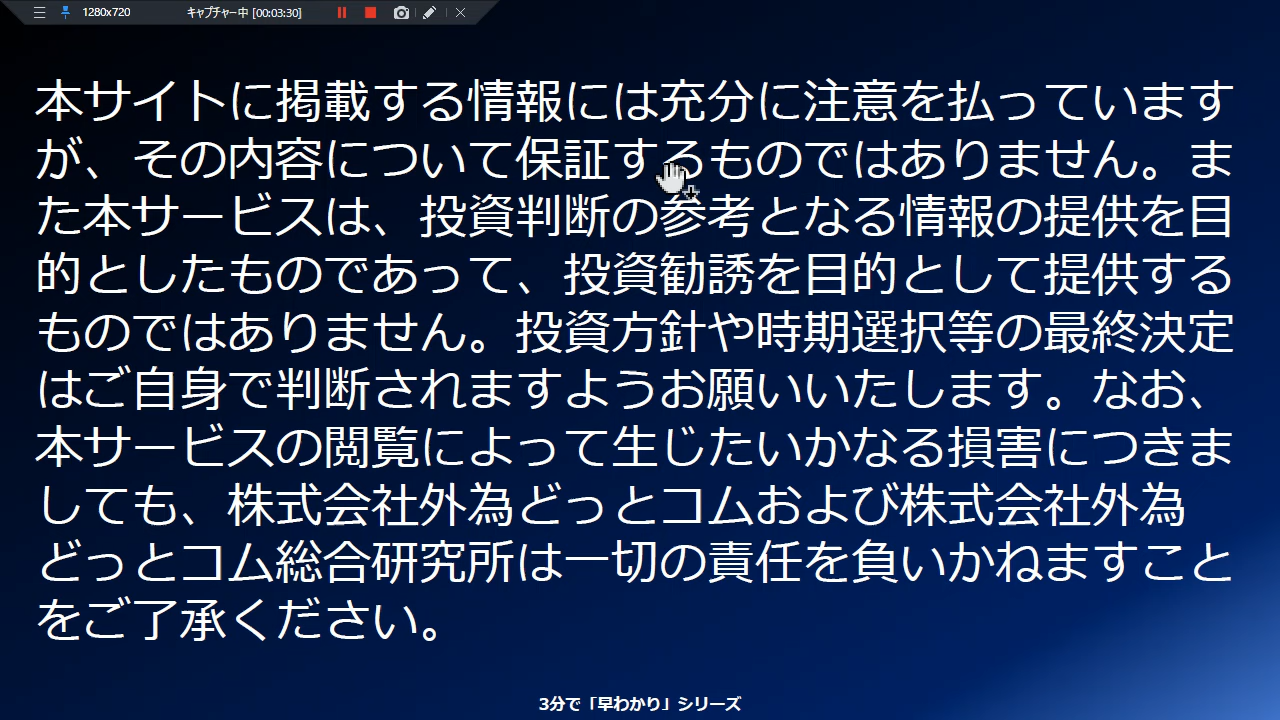 1280x720 キャプチャー中 [00:03:30]
本サイトに掲載する情報には充分に注意を払っています
が、その内容について保証するものではありません。ま
た本サービスは、投資判断の参考となる情報の提供を目
的としたものであって、投資勧誘を目的として提供する
ものではありません。投資方針や時期選択等の最終決定
はご自身で判断されますようお願いいたします。なお、
本サービスの閲覧によって生じたいかなる損害につきま
しても、株式会社外為どっとコムおよび株式会社外為
どっとコム総合研究所は一切の責任を負いかねますこと
をご了承ください。
3分で「早わかり」シリーズ